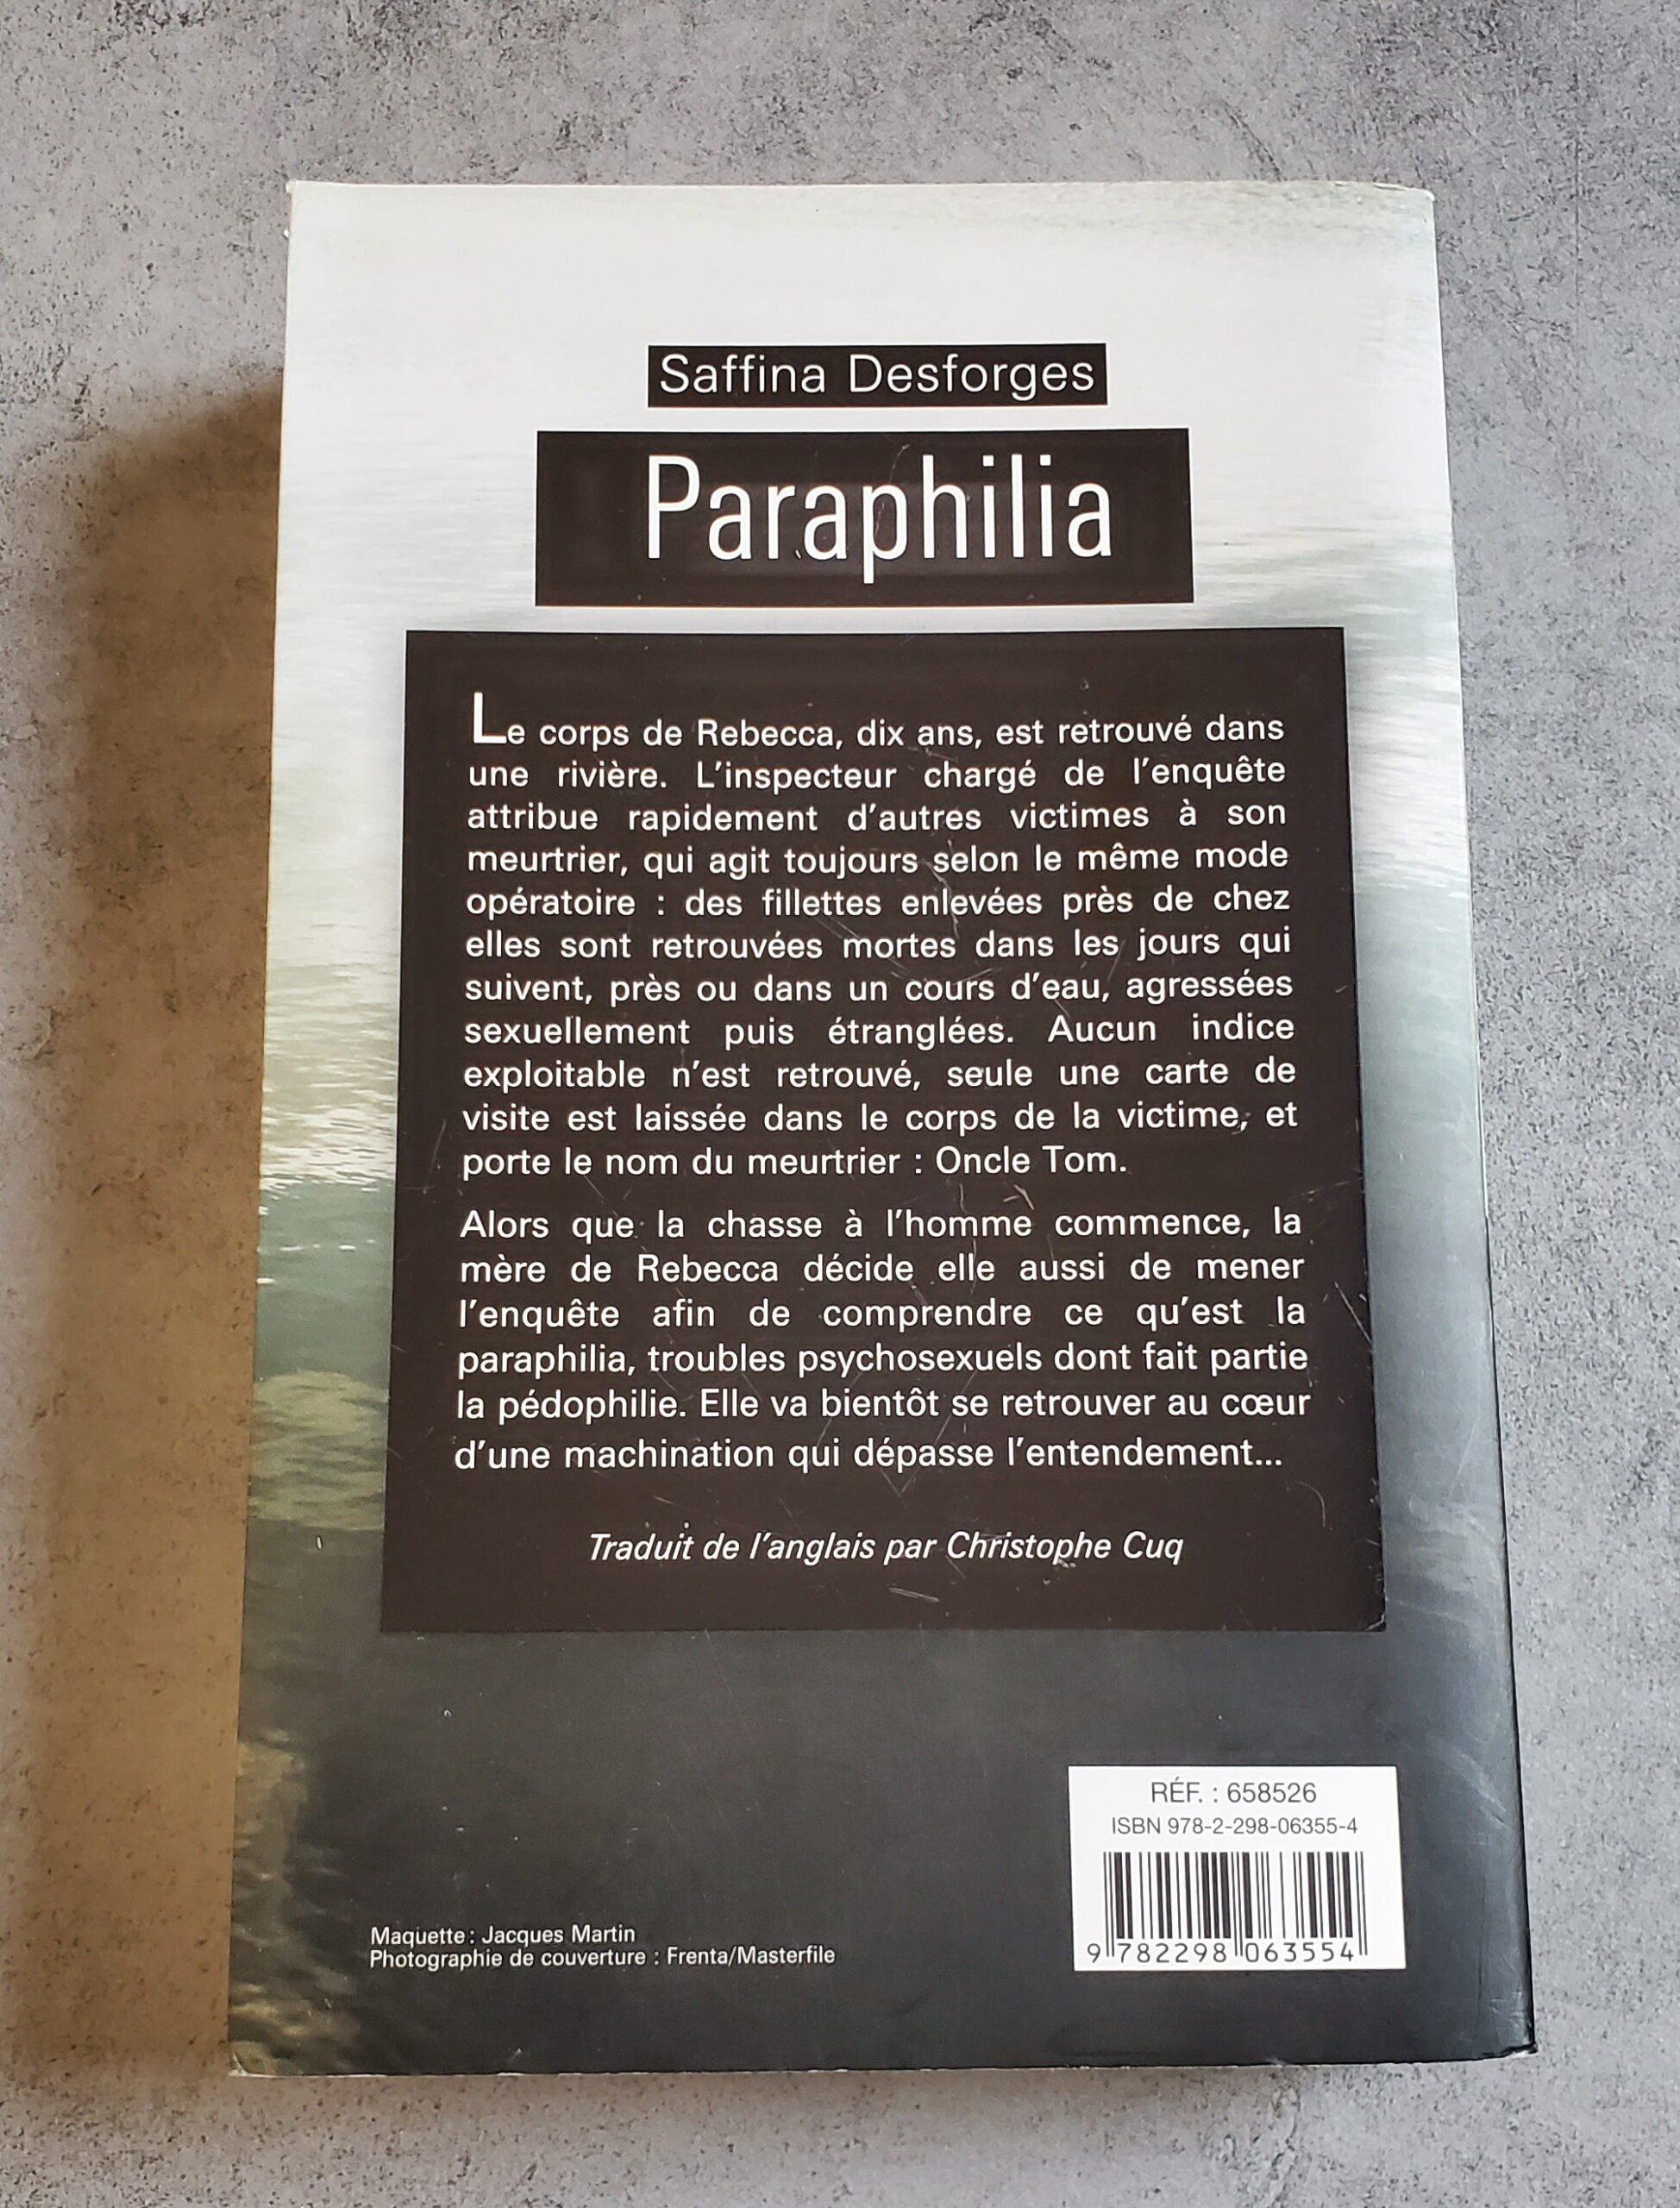 Saffina Desforges
Paraphilia
Le corps de Rebecca, dix ans, est retrouvé dans
une rivière. L'inspecteur chargé de l'enquête
attribue rapidement d'autres victimes à son
meurtrier, qui agit toujours selon le même mode
opératoire : des fillettes enlevées près de chez
elles sont retrouvées mortes dans les jours qui
suivent, près ou dans un cours d'eau, agressées
sexuellement puis étranglées. Aucun indice
exploitable n'est retrouvé, seule une carte de
visite est laissée dans le corps de la victime, et
porte le nom du meurtrier : Oncle Tom.
Alors que la chasse à l'homme commence, la
mère de Rebecca décide elle aussi de mener
l'enquête afin de comprendre ce qu'est la
paraphilia, troubles psychosexuels dont fait partie
la pédophilie. Elle va bientôt se retrouver au cœur
d'une machination qui dépasse l'entendement...
Traduit de l'anglais par Christophe Cuq
RÉF. : 658526
ISBN 978-2-298-06355-4
9 782298 063554
Maquette : Jacques Martin
Photographie de couverture : Frenta/Masterfile